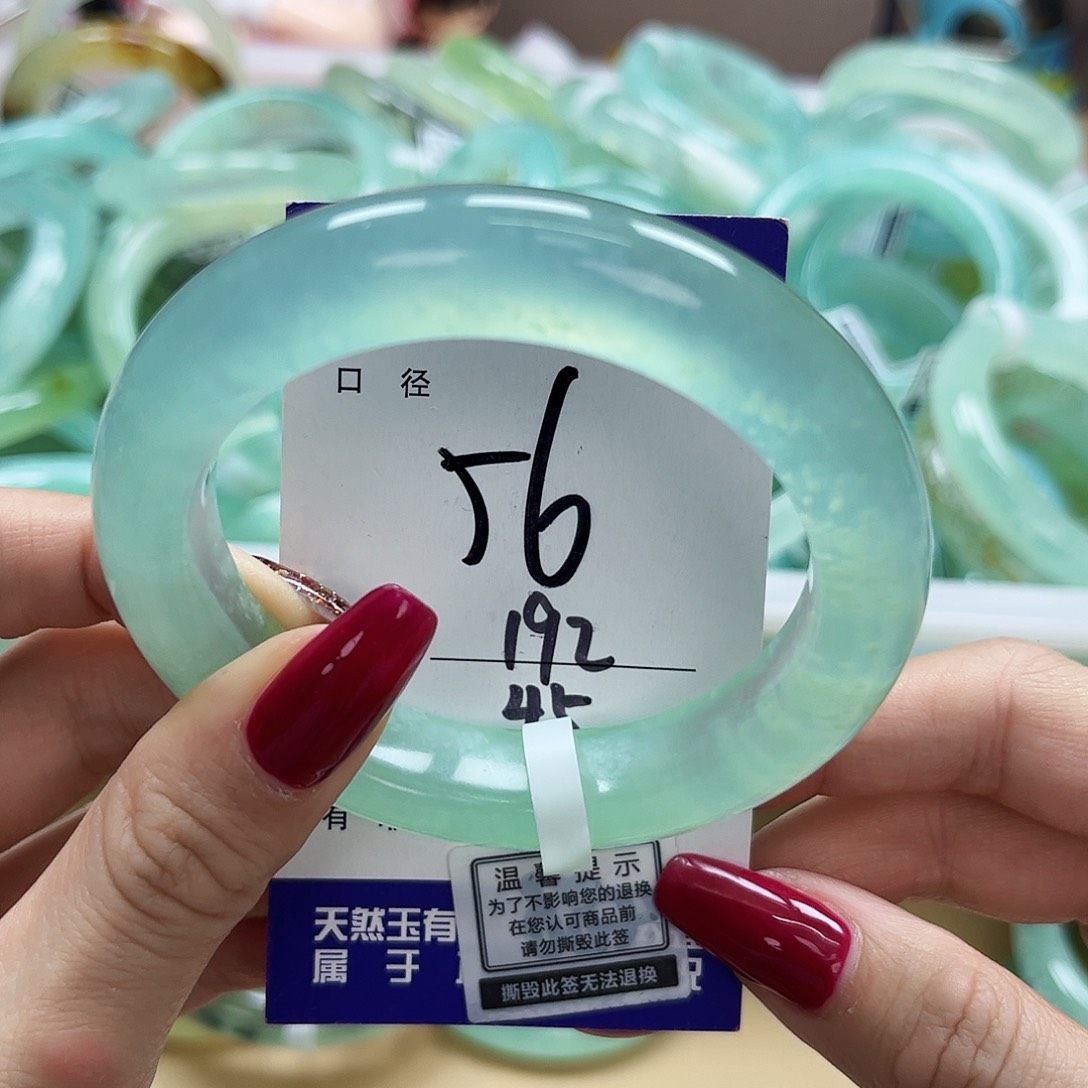 口 径
56
192
45
有
温馨提示
为了不影响您的退换
在您认可商品前
请勿撕毁此签
撕毁此签无法退换
天然玉有
属 于